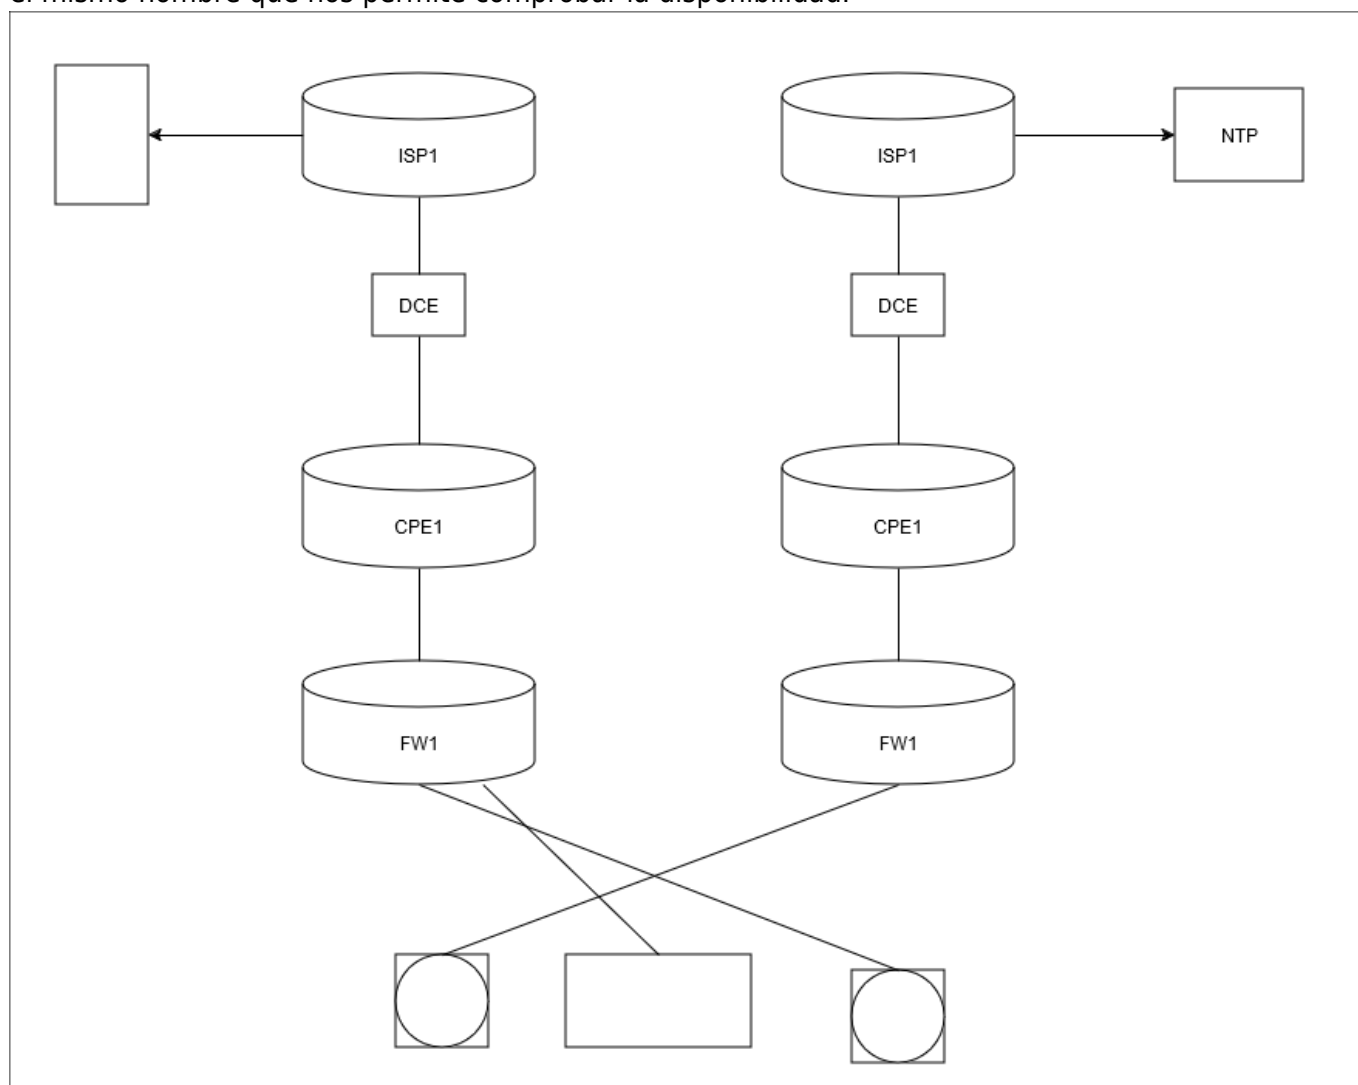 el mismo nombre que nos permite comprobar la disponibilidad.
ISP1
ISP1
NTP
DCE
DCE
CPE1
CPE1
FW1
FW1